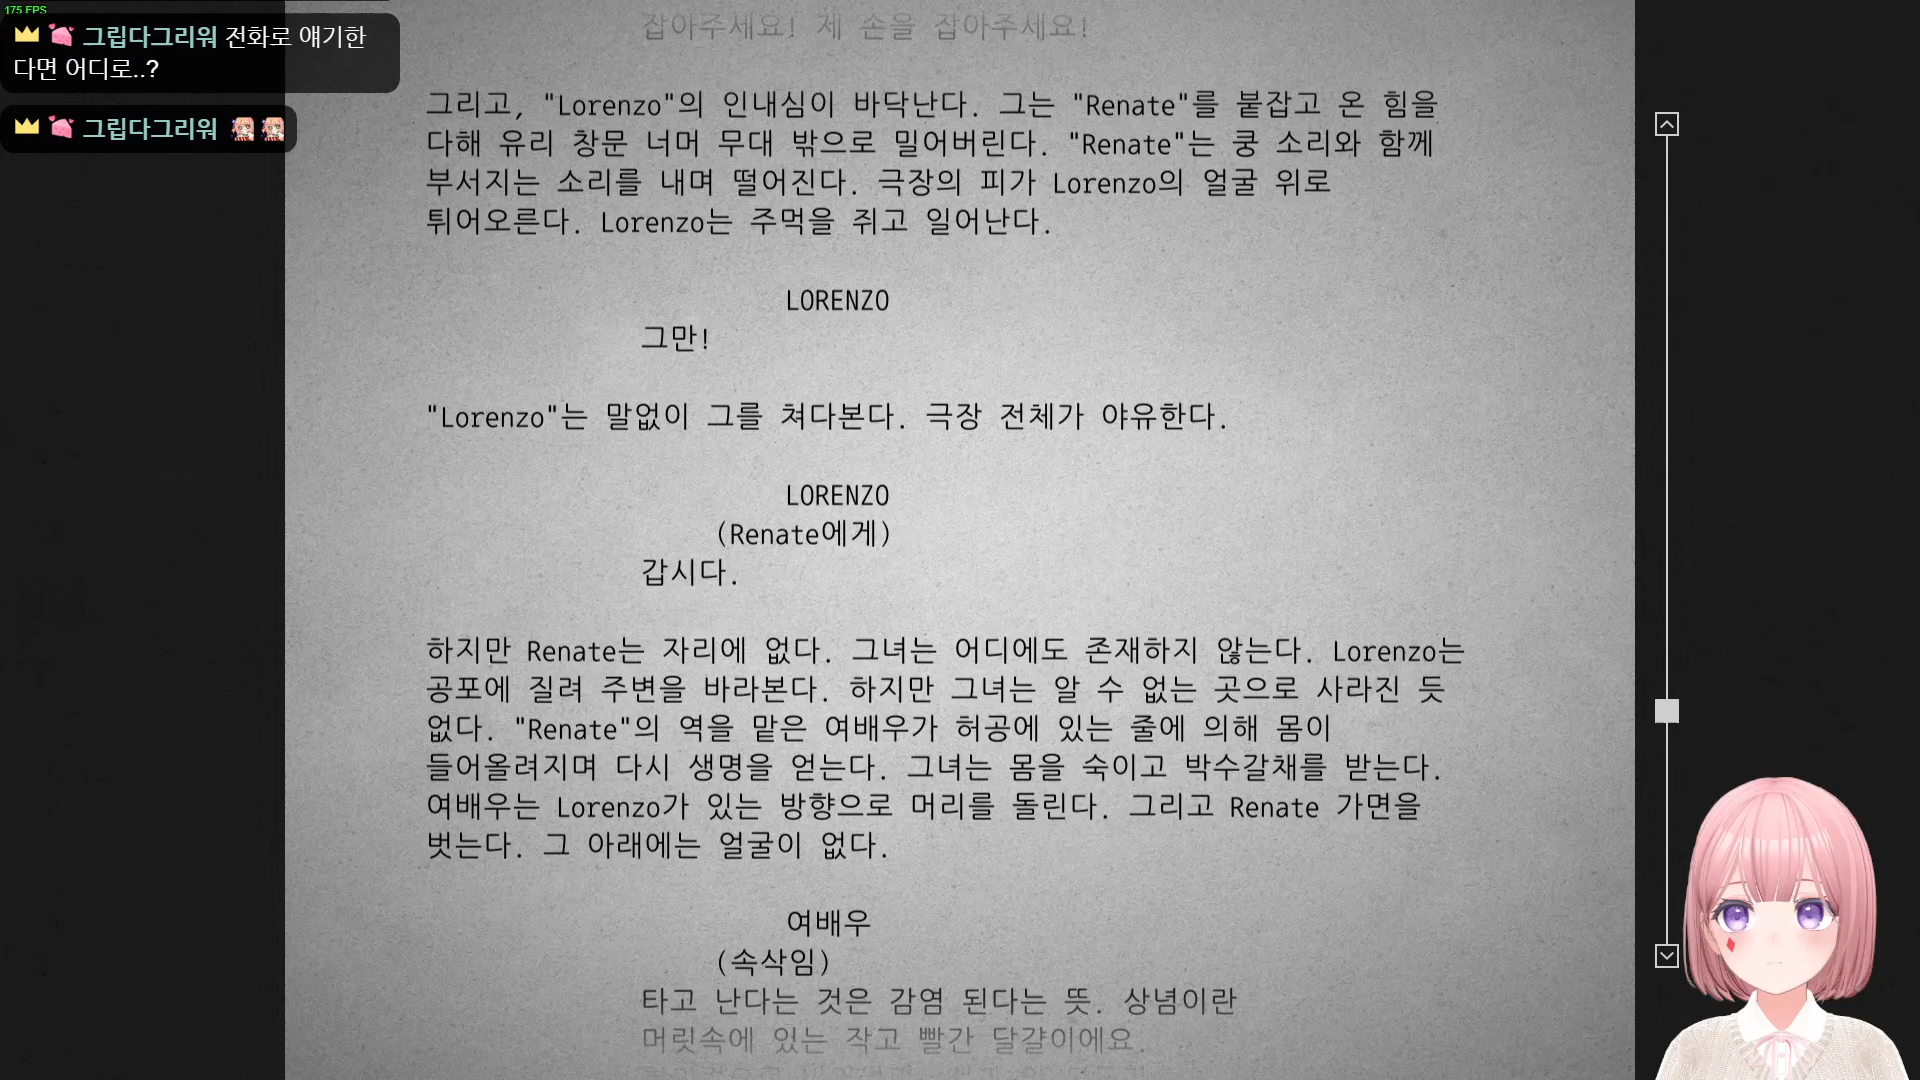 175 FPS
그립다그리워 전화로 얘기한
다면 어디로..?
그립다그리워
잡아주세요! 제 손을 잡아주세요!
그리고, "Lorenzo"의 인내심이 바닥난다. 그는 "Renate"를 붙잡고 온 힘을
다해 유리 창문 너머 무대 밖으로 밀어버린다. "Renate"는 쿵 소리와 함께
부서지는 소리를 내며 떨어진다. 극장의 피가 Lorenzo의 얼굴 위로
튀어오른다. Lorenzo는 주먹을 쥐고 일어난다.
LORENZO
그만!
"Lorenzo"는 말없이 그를 쳐다본다. 극장 전체가 야유한다.
LORENZO
(Renate에게)
갑시다.
하지만 Renate는 자리에 없다. 그녀는 어디에도 존재하지 않는다. Lorenzo는
공포에 질려 주변을 바라본다. 하지만 그녀는 알 수 없는 곳으로 사라진 듯
없다. "Renate"의 역을 맡은 여배우가 허공에 있는 줄에 의해 몸이
들어올려지며 다시 생명을 얻는다. 그녀는 몸을 숙이고 박수갈채를 받는다.
여배우는 Lorenzo가 있는 방향으로 머리를 돌린다. 그리고 Renate 가면을
벗는다. 그 아래에는 얼굴이 없다.
여배우
(속삭임)
타고 난다는 것은 감염 된다는 뜻. 상념이란
머릿속에 있는 작고 빨간 달걀이에요.